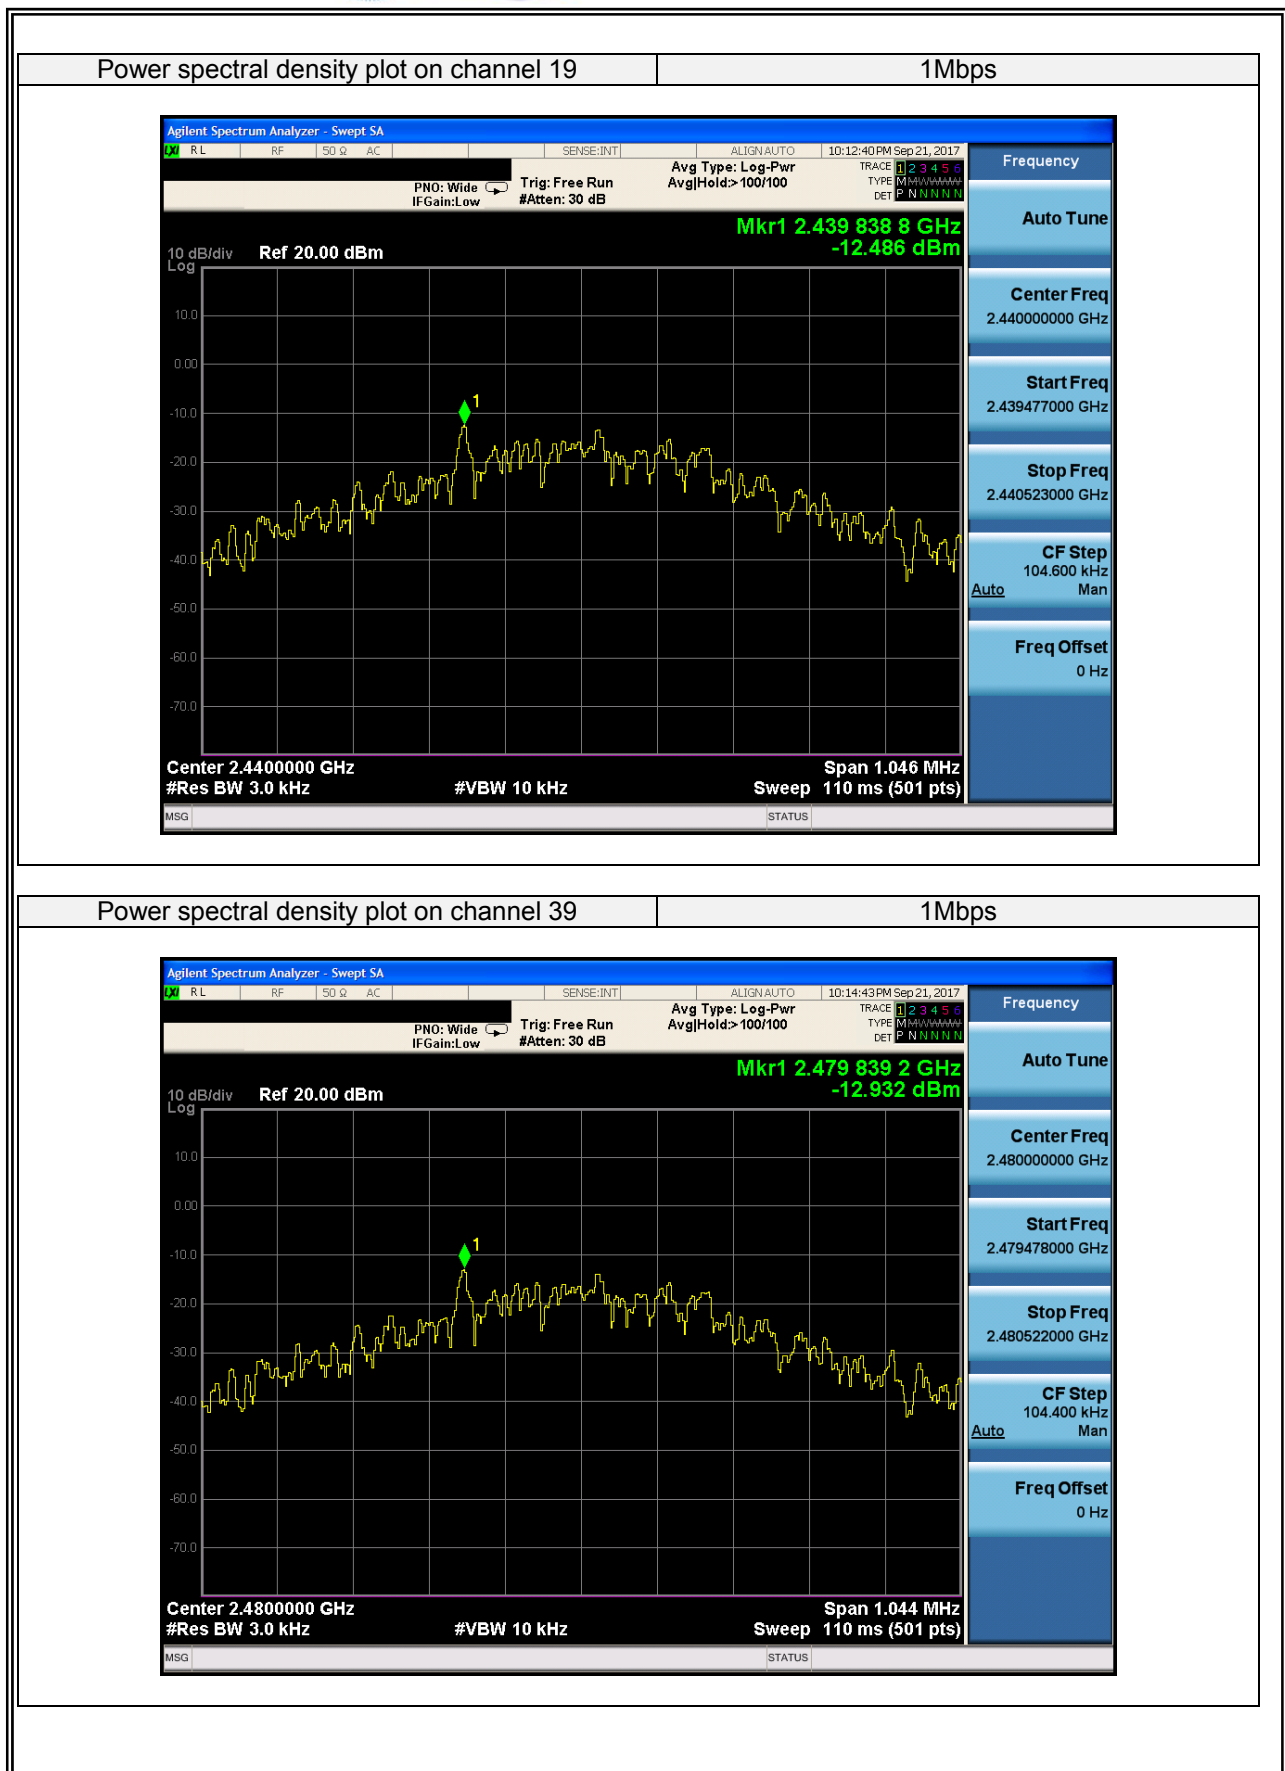 Power spectral density plot on channel 19 1Mbps
Agilent Spectrum Analyzer - Swept SA
LXI RL RF 50 Ω AC SENSE:INT ALIGN AUTO 10:12:40 PM Sep 21, 2017
Frequency
Avg Type: Log-Pwr TRACE 1 2 3 4 5 6
PNO: Wide Trig: Free Run Avg|Hold:>100/100 TYPE M M W W W W W
IFGain:Low #Atten: 30 dB DET P N N N N N
Auto Tune
Mkr1 2.439 838 8 GHz
10 dB/div Ref 20.00 dBm -12.486 dBm
Log
10.0
0.00
-10.0
-20.0
-30.0
-40.0
-50.0
-60.0
-70.0
1
Center Freq
2.440000000 GHz
Start Freq
2.439477000 GHz
Stop Freq
2.440523000 GHz
CF Step
104.600 kHz
Auto Man
Freq Offset
0 Hz
Center 2.4400000 GHz Span 1.046 MHz
#Res BW 3.0 kHz #VBW 10 kHz Sweep 110 ms (501 pts)
MSG STATUS
Power spectral density plot on channel 39 1Mbps
Agilent Spectrum Analyzer - Swept SA
LXI RL RF 50 Ω AC SENSE:INT ALIGN AUTO 10:14:43 PM Sep 21, 2017
Frequency
Avg Type: Log-Pwr TRACE 1 2 3 4 5 6
PNO: Wide Trig: Free Run Avg|Hold:>100/100 TYPE M M W W W W W
IFGain:Low #Atten: 30 dB DET P N N N N N
Auto Tune
Mkr1 2.479 839 2 GHz
10 dB/div Ref 20.00 dBm -12.932 dBm
Log
10.0
0.00
-10.0
-20.0
-30.0
-40.0
-50.0
-60.0
-70.0
1
Center Freq
2.480000000 GHz
Start Freq
2.479478000 GHz
Stop Freq
2.480522000 GHz
CF Step
104.400 kHz
Auto Man
Freq Offset
0 Hz
Center 2.4800000 GHz Span 1.044 MHz
#Res BW 3.0 kHz #VBW 10 kHz Sweep 110 ms (501 pts)
MSG STATUS